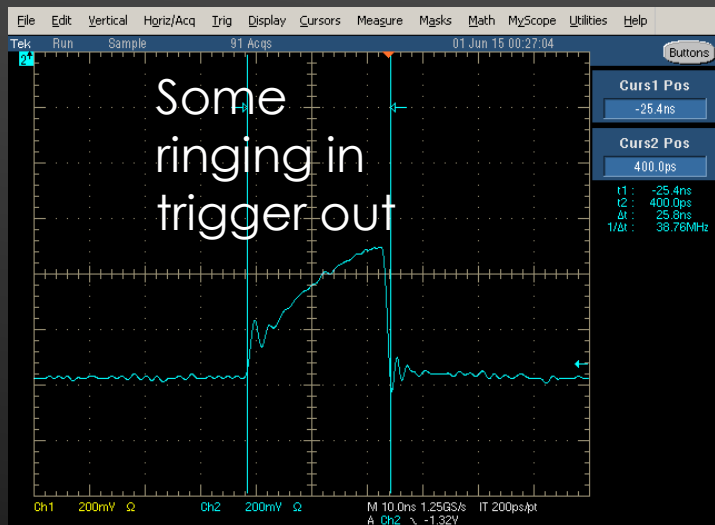 File Edit Vertical Horiz/Acq Trig Display Cursors Measure Masks Math MyScope Utilities Help
Tek Run Sample 91 Acqs 01 Jun 15 00:27:04
Buttons
2
Some
ringing in
trigger out
Curs1 Pos
-25.4ns
Curs2 Pos
400.0ps
t1 : -25.4ns
t2 : 400.0ps
Δt : 25.8ns
1/Δt : 38.76MHz
Ch1 200mV Ω Ch2 200mV Ω M 10.0ns 1.25GS/s IT 200ps/pt
A Ch2 ∖ -1.32V